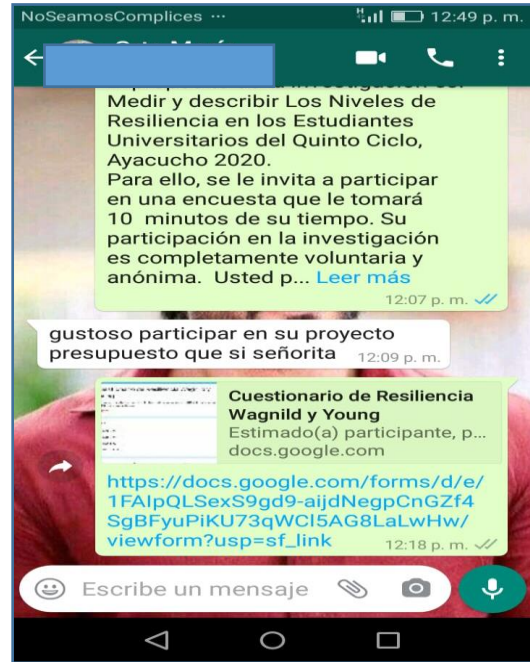 NoSeamosComplices ...
12:49 p. m.
Medir y describir Los Niveles de
Resiliencia en los Estudiantes
Universitarios del Quinto Ciclo,
Ayacucho 2020.
Para ello, se le invita a participar
en una encuesta que le tomará
10 minutos de su tiempo. Su
participación en la investigación
es completamente voluntaria y
anónima. Usted p... Leer más
12:07 p. m.
gustoso participar en su proyecto
presupuesto que si señorita 12:09 p. m.
Cuestionario de Resiliencia
Wagnild y Young
Estimado(a) participante, p...
docs.google.com
https://docs.google.com/forms/d/e/
1FAIpQLSexS9gd9-aijdNegpCnGZf4
SgBFyuPiKU73qWCl5AG8LaLwHw/
viewform?usp=sf_link
12:18 p. m.
Escribe un mensaje